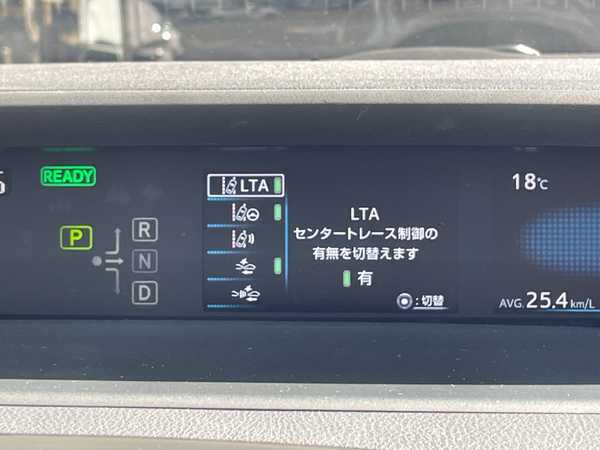 READY
P
R
N
D
LTA
LTA
センタートレース制御の
有無を切替えます
有
:切替
18℃
AVG. 25.4 km/L